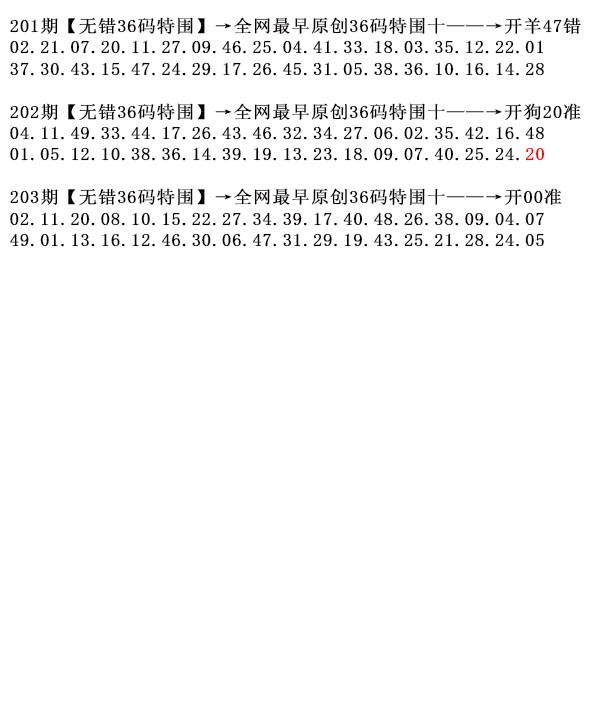 201期【无错36码特围】→全网最早原创36码特围十——→开羊47错
02.21.07.20.11.27.09.46.25.04.41.33.18.03.35.12.22.01
37.30.43.15.47.24.29.17.26.45.31.05.38.36.10.16.14.28
202期【无错36码特围】→全网最早原创36码特围十——→开狗20准
04.11.49.33.44.17.26.43.46.32.34.27.06.02.35.42.16.48
01.05.12.10.38.36.14.39.19.13.23.18.09.07.40.25.24.20
203期【无错36码特围】→全网最早原创36码特围十——→开00准
02.11.20.08.10.15.22.27.34.39.17.40.48.26.38.09.04.07
49.01.13.16.12.46.30.06.47.31.29.19.43.25.21.28.24.05